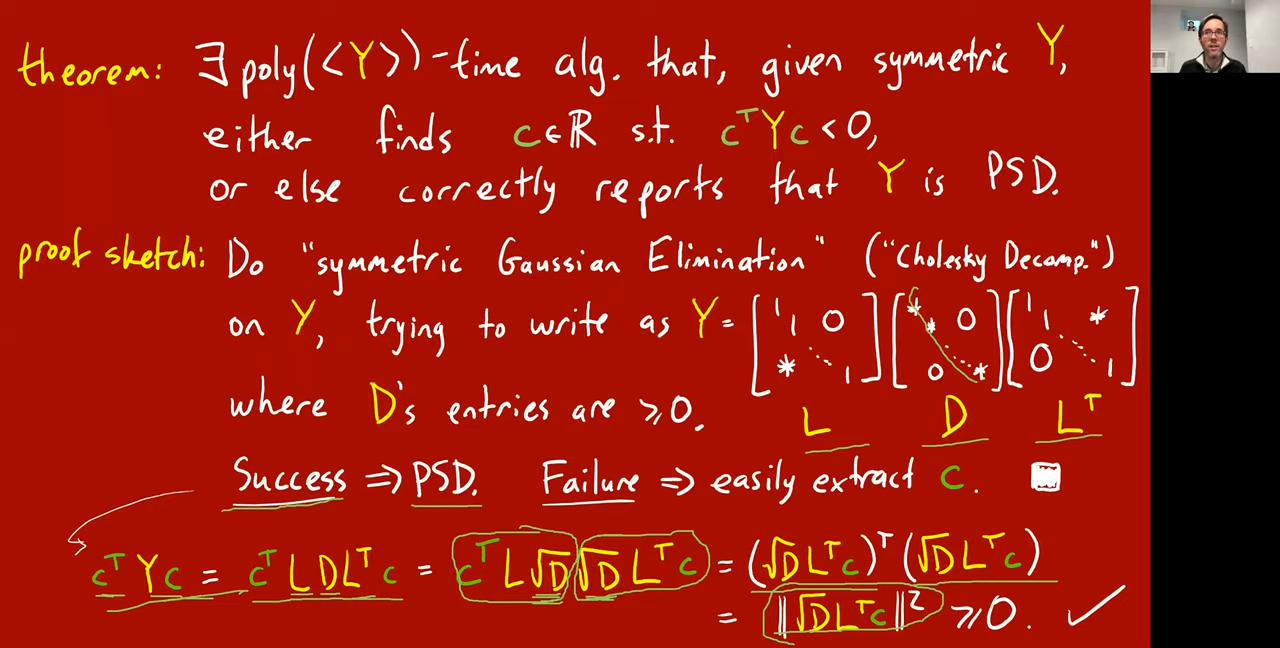 theorem: ∃ poly(<Y>)-time alg. that, given symmetric Y,
either finds c∈ℝ s.t. cᵀYc < 0,
or else correctly reports that Y is PSD.
proof sketch: Do "symmetric Gaussian Elimination" ("Cholesky Decomp.")
on Y, trying to write as Y = [1 1 0 * ⋱ 1] [* * 0 0 ⋱ *] [1 1 * 0 ⋱ 1]
where D's entries are ≥0. L D Lᵀ
Success ⇒ PSD. Failure ⇒ easily extract c.
cᵀYc = cᵀLDLᵀc = cᵀL√D √DLᵀc = (√DLᵀc)ᵀ(√DLᵀc)
= ‖√DLᵀc‖² ≥0. ✓